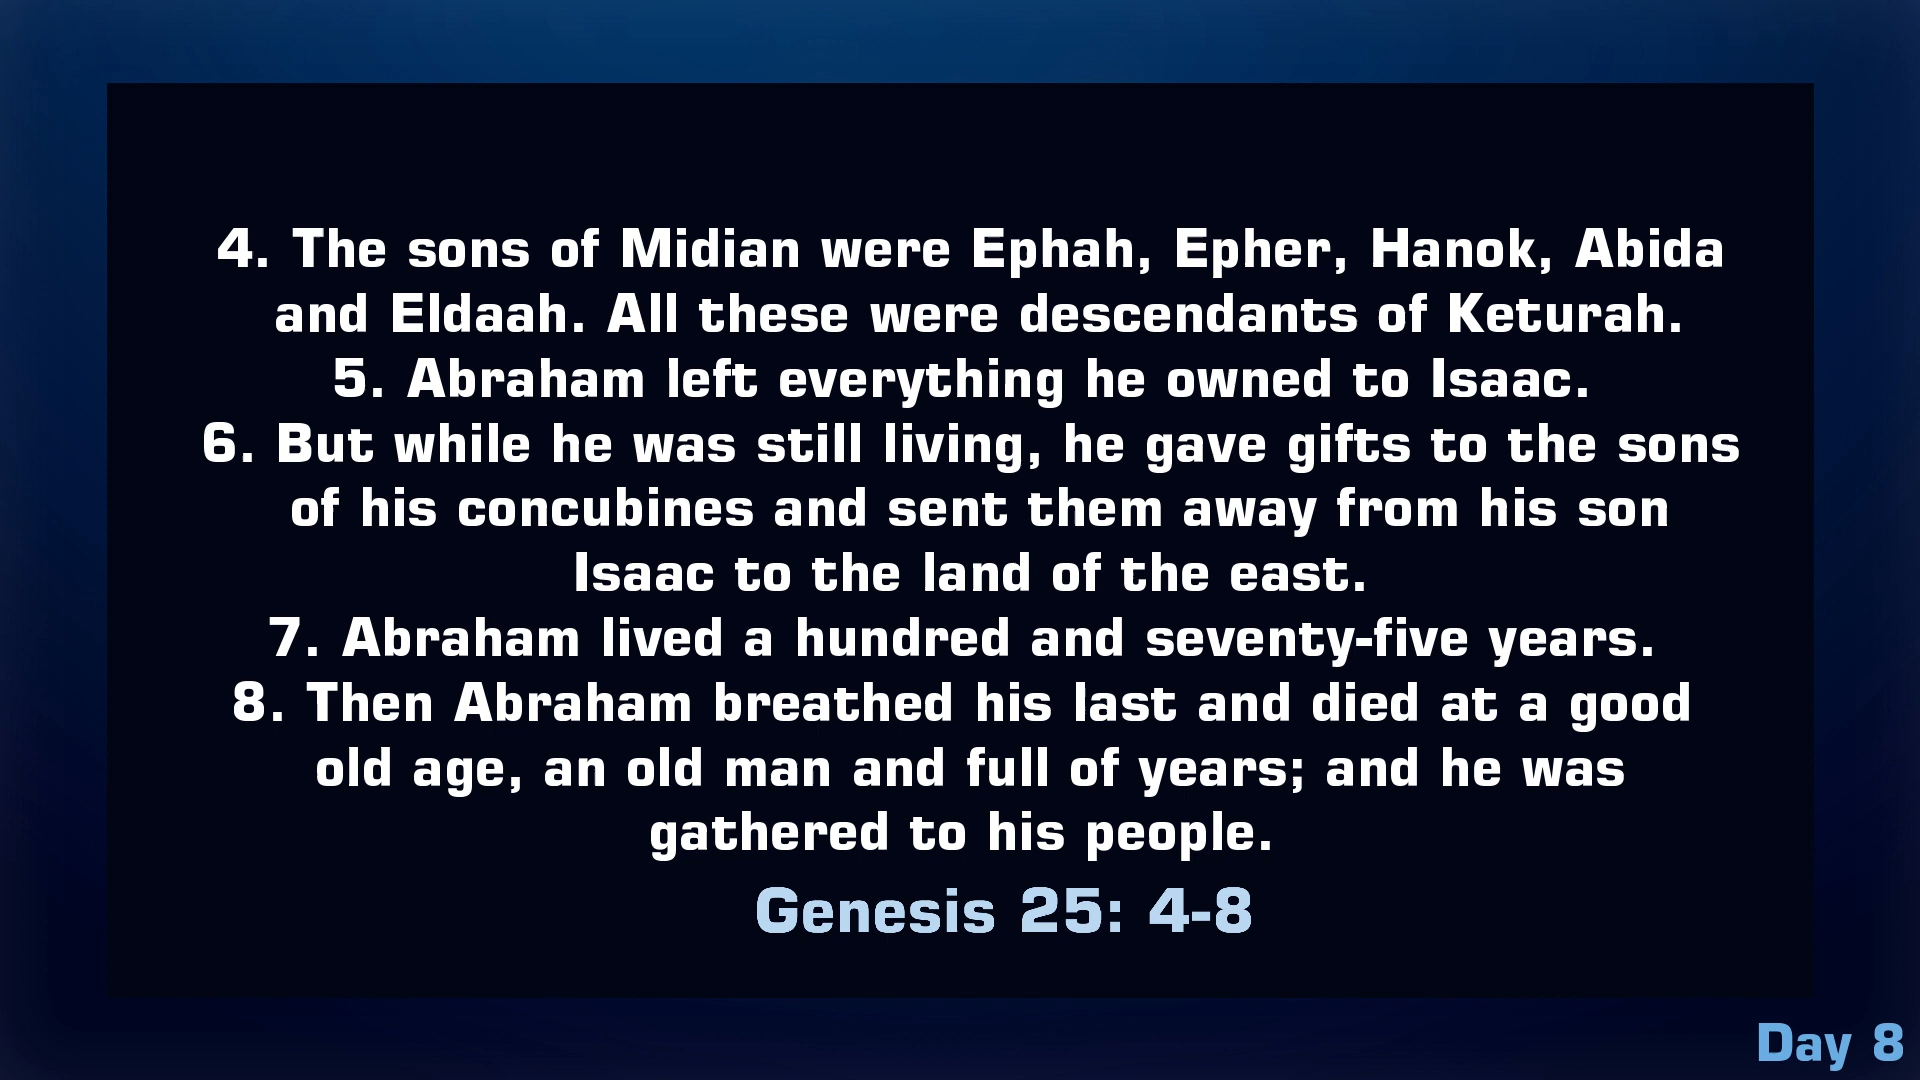 4. The sons of Midian were Ephah, Epher, Hanok, Abida
and Eldaah. All these were descendants of Keturah.
5. Abraham left everything he owned to Isaac.
6. But while he was still living, he gave gifts to the sons
of his concubines and sent them away from his son
Isaac to the land of the east.
7. Abraham lived a hundred and seventy-five years.
8. Then Abraham breathed his last and died at a good
old age, an old man and full of years; and he was
gathered to his people.
Genesis 25: 4-8
Day 8